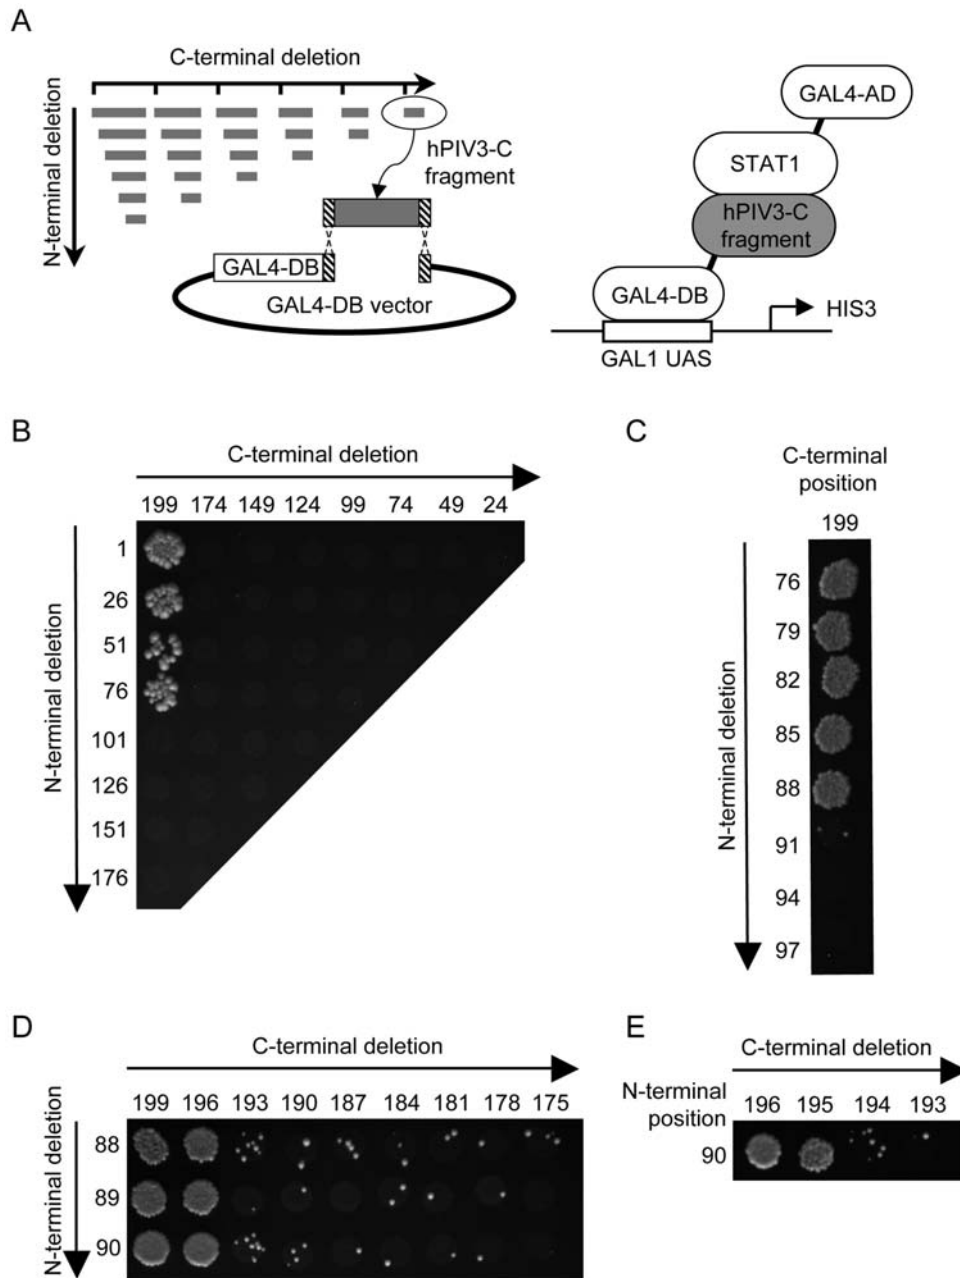 A
C-terminal deletion
N-terminal deletion
hPIV3-C
fragment
GAL4-DB
GAL4-DB vector
GAL4-AD
STAT1
hPIV3-C
fragment
GAL4-DB
HIS3
GAL1 UAS
B
C-terminal deletion
199 174 149 124 99 74 49 24
N-terminal deletion
1
26
51
76
101
126
151
176
C
C-terminal
position
199
N-terminal deletion
76
79
82
85
88
91
94
97
D
C-terminal deletion
199 196 193 190 187 184 181 178 175
N-terminal deletion
88
89
90
E
C-terminal deletion
N-terminal
position
196 195 194 193
90